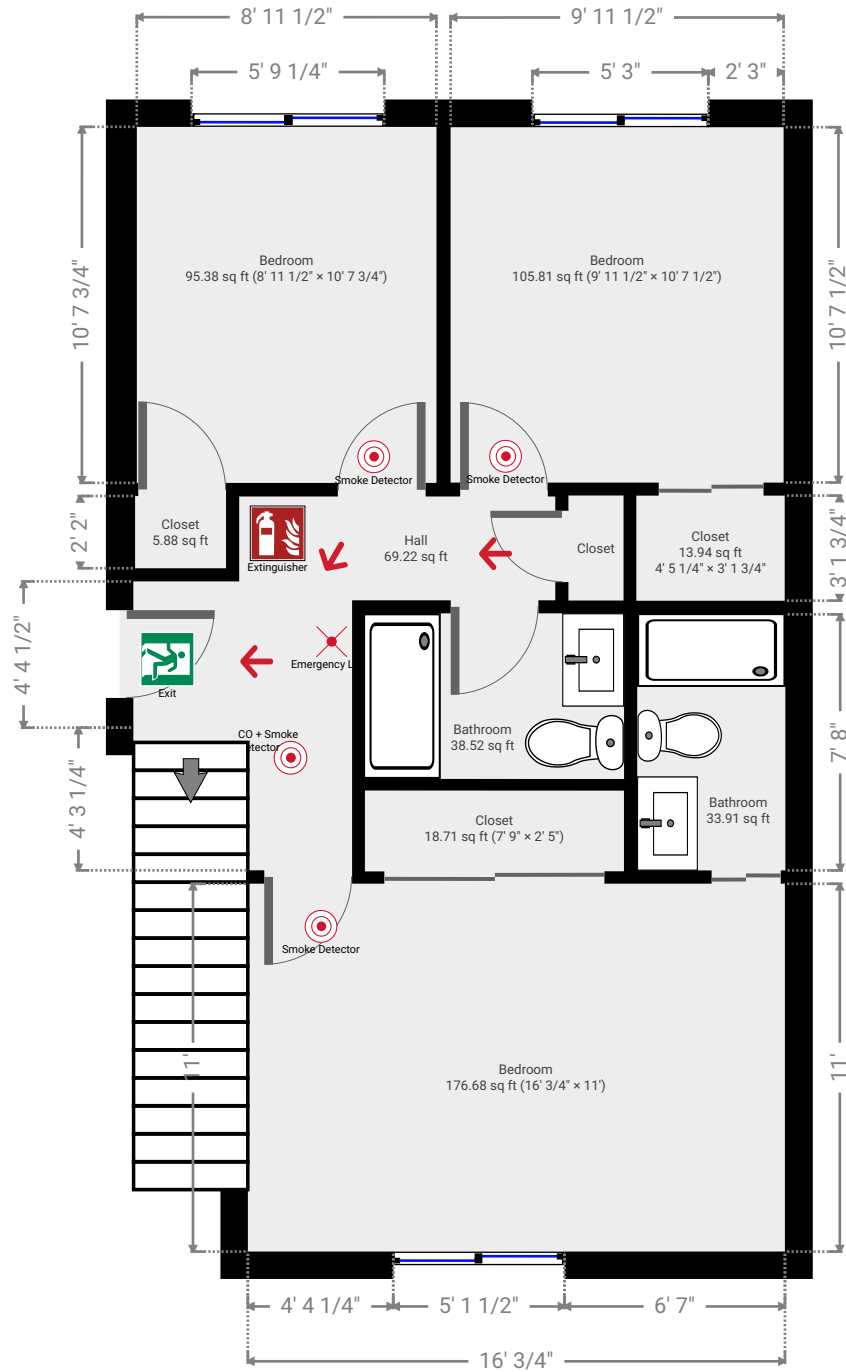 8' 11 1/2"
9' 11 1/2"
5' 9 1/4"
5' 3"
2' 3"
10' 7 3/4"
10' 7 1/2"
Bedroom
95.38 sq ft (8' 11 1/2" × 10' 7 3/4")
Bedroom
105.81 sq ft (9' 11 1/2" × 10' 7 1/2")
Smoke Detector
Smoke Detector
2' 2"
Closet
5.88 sq ft
Extinguisher
Hall
69.22 sq ft
Closet
Closet
13.94 sq ft
4' 5 1/4" × 3' 1 3/4"
3' 1 3/4"
4' 4 1/2"
Exit
Emergency L
CO + Smoke
etector
4' 3 1/4"
Bathroom
38.52 sq ft
7' 8"
Closet
18.71 sq ft (7' 9" × 2' 5")
Bathroom
33.91 sq ft
Smoke Detector
11'
11'
Bedroom
176.68 sq ft (16' 3/4" × 11')
4' 4 1/4"
5' 1 1/2"
6' 7"
16' 3/4"